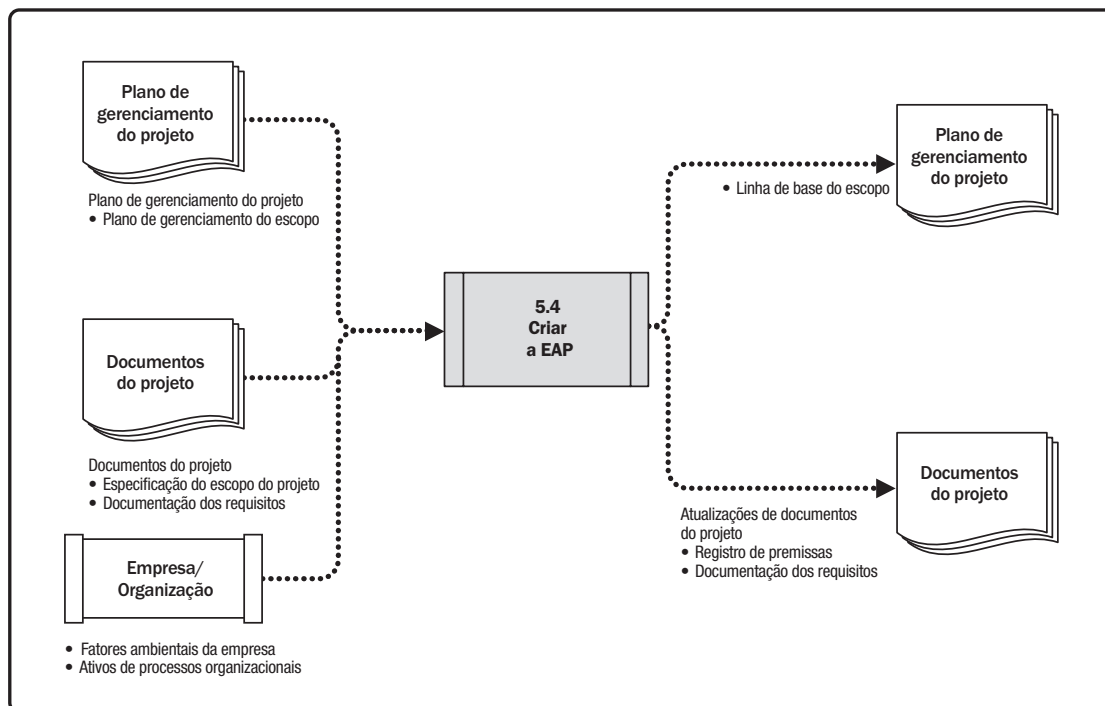 Plano de
gerenciamento
do projeto
Plano de gerenciamento do projeto
• Plano de gerenciamento do escopo
Documentos
do projeto
Documentos do projeto
• Especificação do escopo do projeto
• Documentação dos requisitos
Empresa/
Organização
• Fatores ambientais da empresa
• Ativos de processos organizacionais
5.4
Criar
a EAP
Plano de
gerenciamento
do projeto
• Linha de base do escopo
Documentos
do projeto
Atualizações de documentos
do projeto
• Registro de premissas
• Documentação dos requisitos